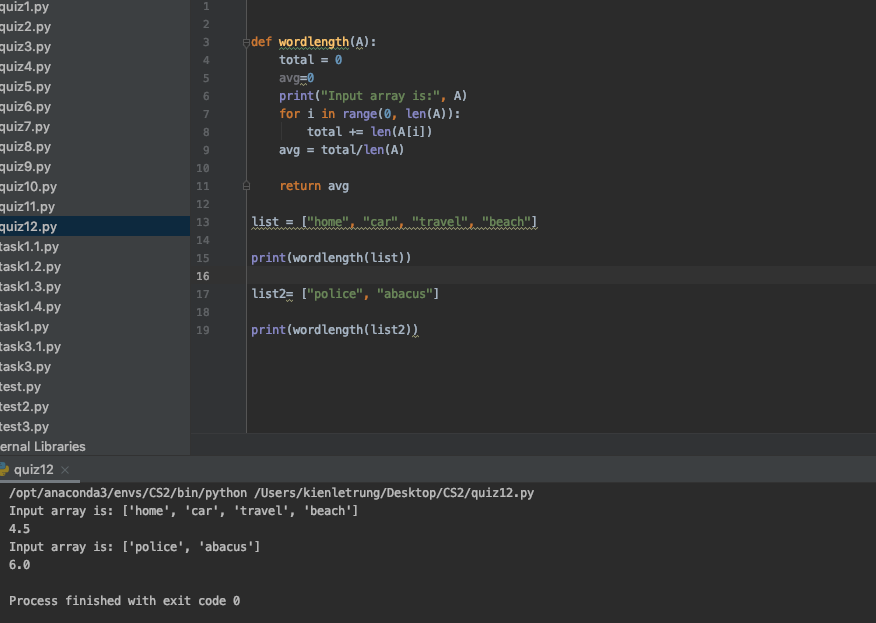 quiz1.py
quiz2.py
quiz3.py
quiz4.py
quiz5.py
quiz6.py
quiz7.py
quiz8.py
quiz9.py
quiz10.py
quiz11.py
quiz12.py
task1.1.py
task1.2.py
task1.3.py
task1.4.py
task1.py
task3.1.py
task3.py
test.py
test2.py
test3.py
ernal Libraries
1
2
3 def wordlength(A):
4 total = 0
5 avg=0
6 print("Input array is:", A)
7 for i in range(0, len(A)):
8 total += len(A[i])
9 avg = total/len(A)
10
11 return avg
12
13 list = ["home", "car", "travel", "beach"]
14
15 print(wordlength(list))
16
17 list2= ["police", "abacus"]
18
19 print(wordlength(list2))
quiz12 ×
/opt/anaconda3/envs/CS2/bin/python /Users/kienletrung/Desktop/CS2/quiz12.py
Input array is: ['home', 'car', 'travel', 'beach']
4.5
Input array is: ['police', 'abacus']
6.0
Process finished with exit code 0